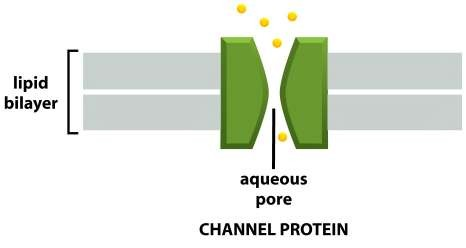 lipid
bilayer
aqueous
pore
CHANNEL PROTEIN